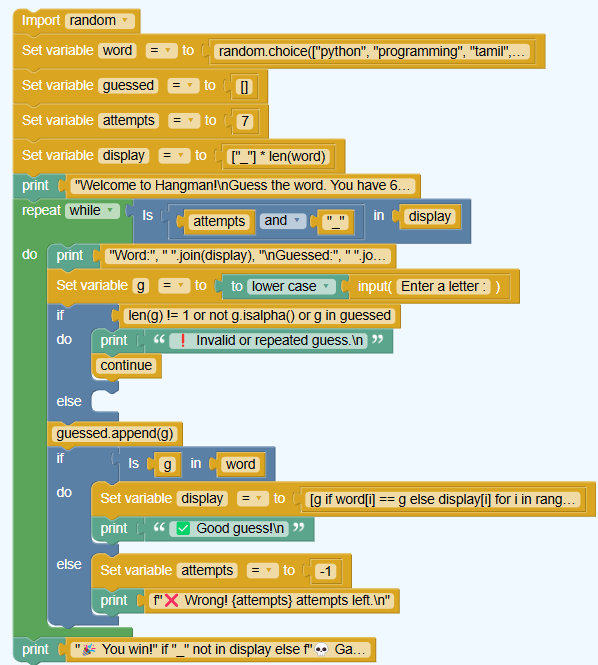 Import random
Set variable word = to random.choice(["python", "programming", "tamil",...
Set variable guessed = to []
Set variable attempts = to 7
Set variable display = to ["_"] * len(word)
print "Welcome to Hangman!\nGuess the word. You have 6...
repeat while Is attempts and "_" in display
do print "Word:", " ".join(display), "\nGuessed:", " ".jo...
Set variable g = to to lower case input( Enter a letter : )
if len(g) != 1 or not g.isalpha() or g in guessed
do print “ ❗ Invalid or repeated guess.\n ”
continue
else
guessed.append(g)
if Is g in word
do Set variable display = to [g if word[i] == g else display[i] for i in rang...
print “ ✅ Good guess!\n ”
else Set variable attempts = to -1
print f"❌ Wrong! {attempts} attempts left.\n"
print "🎉 You win!" if "_" not in display else f"💀 Ga...